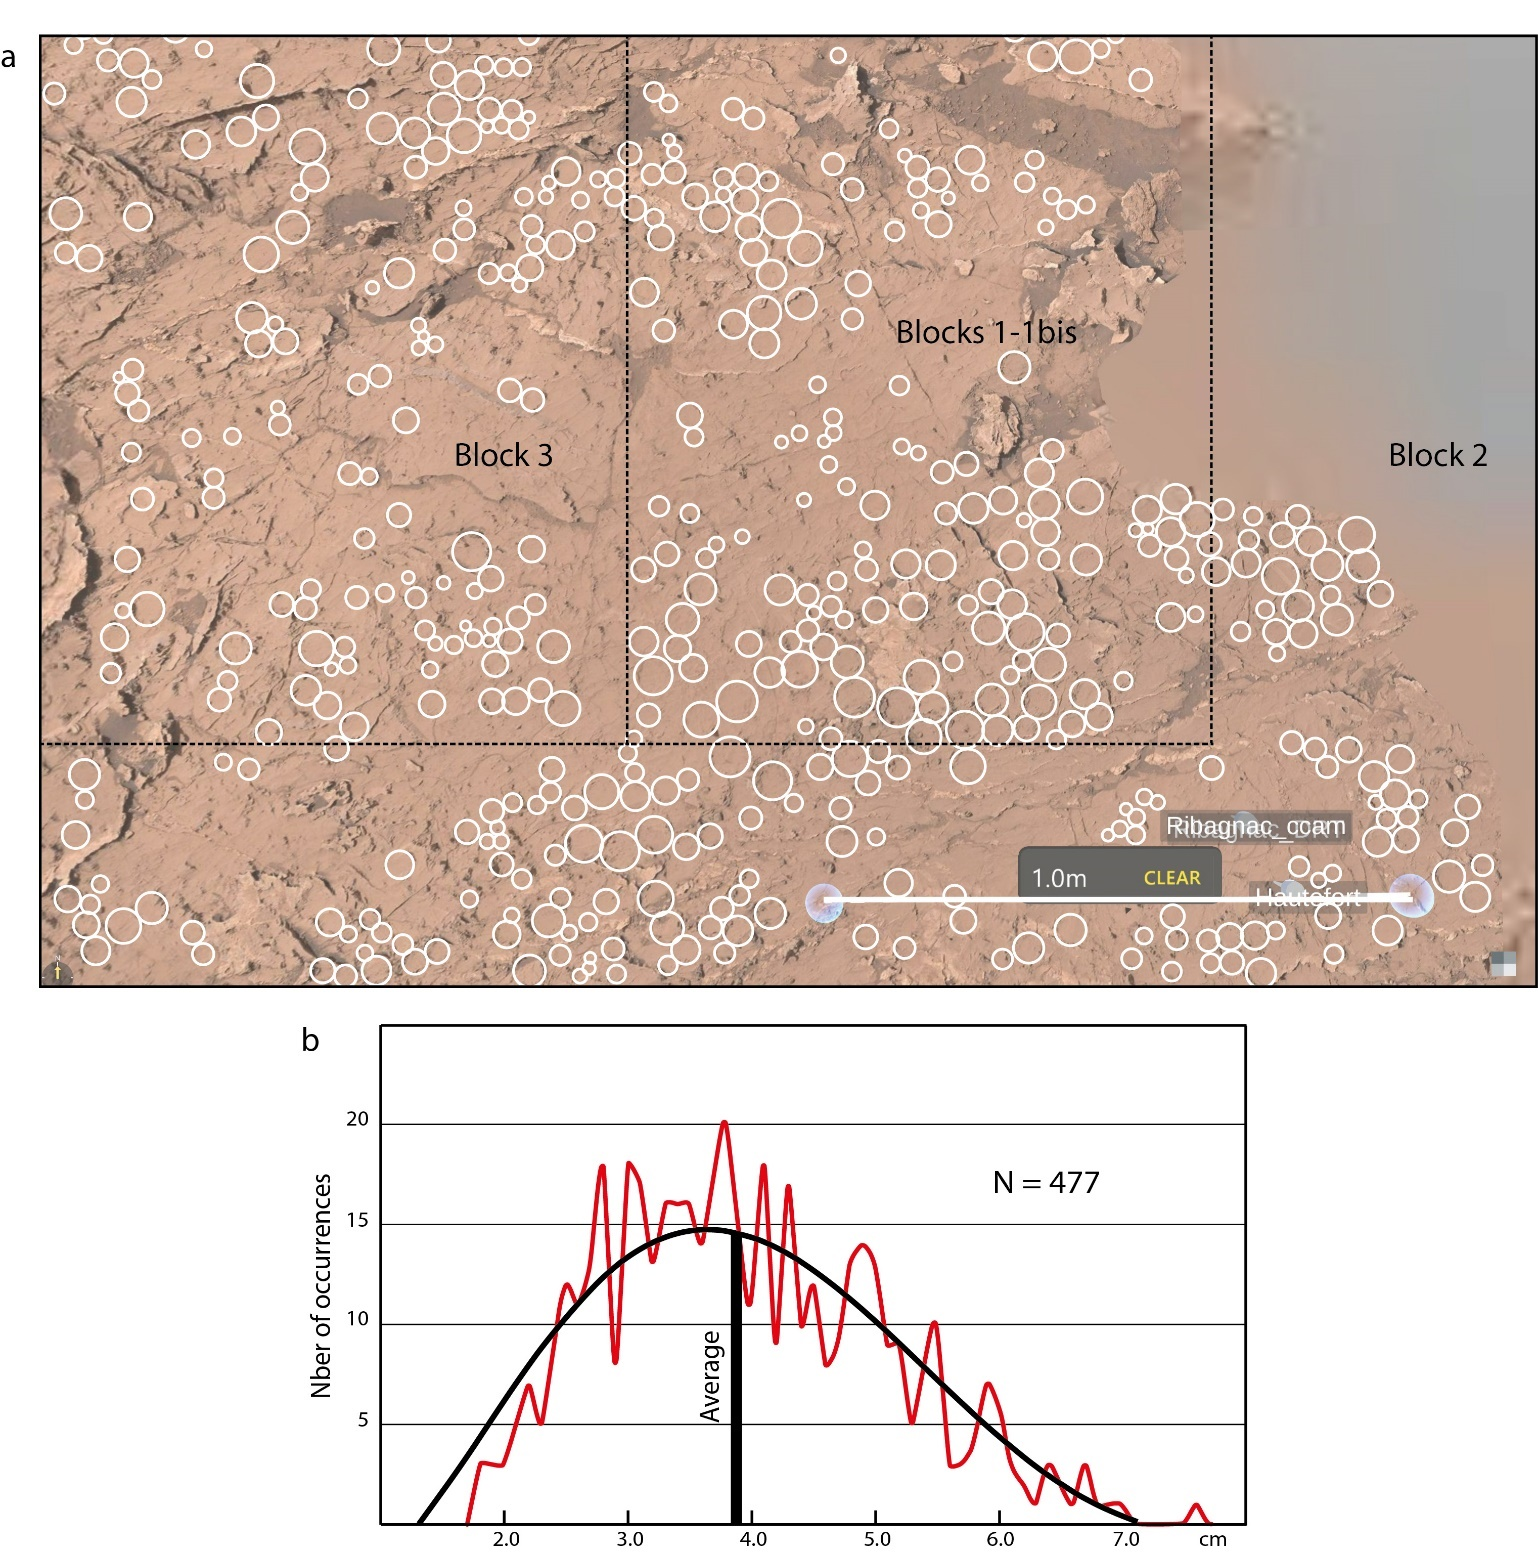 a
Blocks 1-1bis
Block 3
Block 2
Ribagnac_ccam
1.0m CLEAR
Hautefort
N
b
20
N = 477
15
10
5
Nber of occurrences
Average
2.0 3.0 4.0 5.0 6.0 7.0 cm